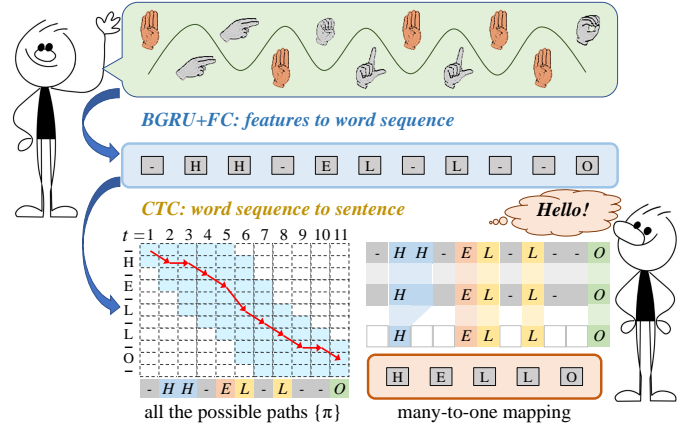 BGRU+FC: features to word sequence
- H H - E L - L - - O
CTC: word sequence to sentence
Hello!
t = 1 2 3 4 5 6 7 8 9 10 11
-
H
-
E
-
L
-
L
-
O
-
- H H - E L - L - - O
all the possible paths {π}
- H H - E L - L - - O
- H - E L - L - O
H E L L O
H E L L O
many-to-one mapping